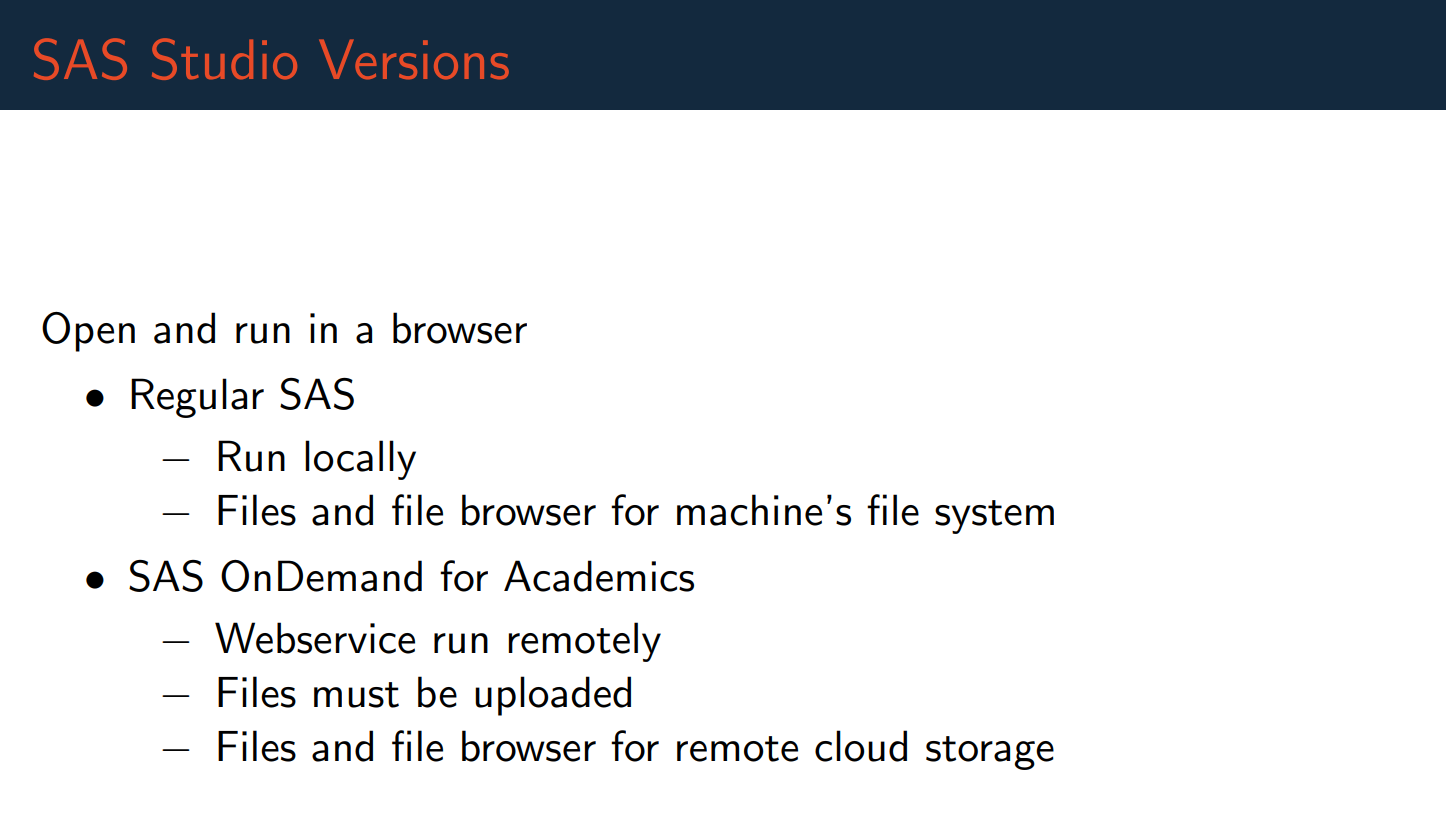 SAS Studio Versions
Open and run in a browser
• Regular SAS
– Run locally
– Files and file browser for machine's file system
• SAS OnDemand for Academics
– Webservice run remotely
– Files must be uploaded
– Files and file browser for remote cloud storage